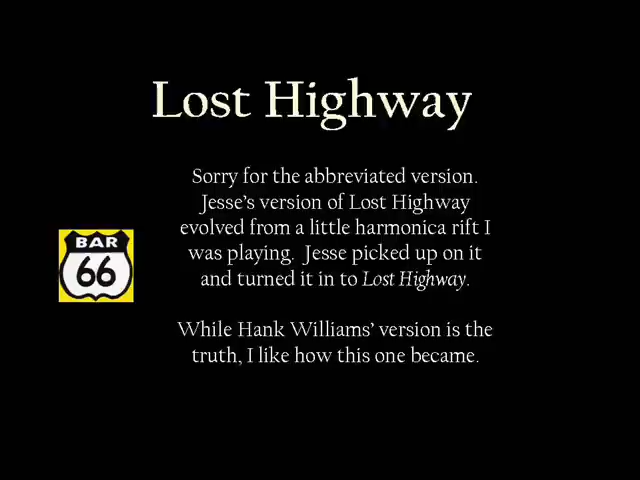 Lost Highway
Sorry for the abbreviated version.
Jesse's version of Lost Highway
evolved from a little harmonica rift I
was playing. Jesse picked up on it
and turned it in to Lost Highway.
BAR
66
While Hank Williams' version is the
truth, I like how this one became.